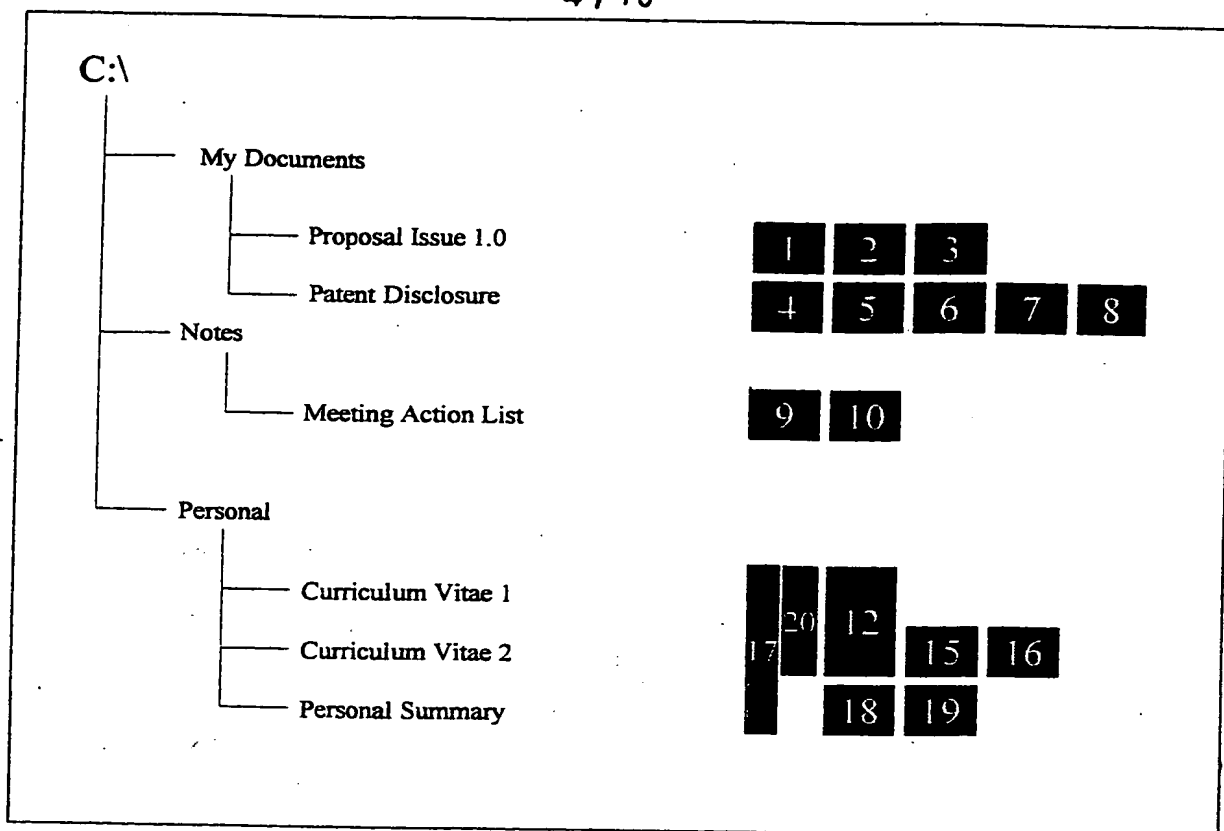 C:\
My Documents
Proposal Issue 1.0 1 2 3
Patent Disclosure 4 5 6 7 8
Notes
Meeting Action List 9 10
Personal
Curriculum Vitae 1 20 12
Curriculum Vitae 2 17 15 16
Personal Summary 18 19